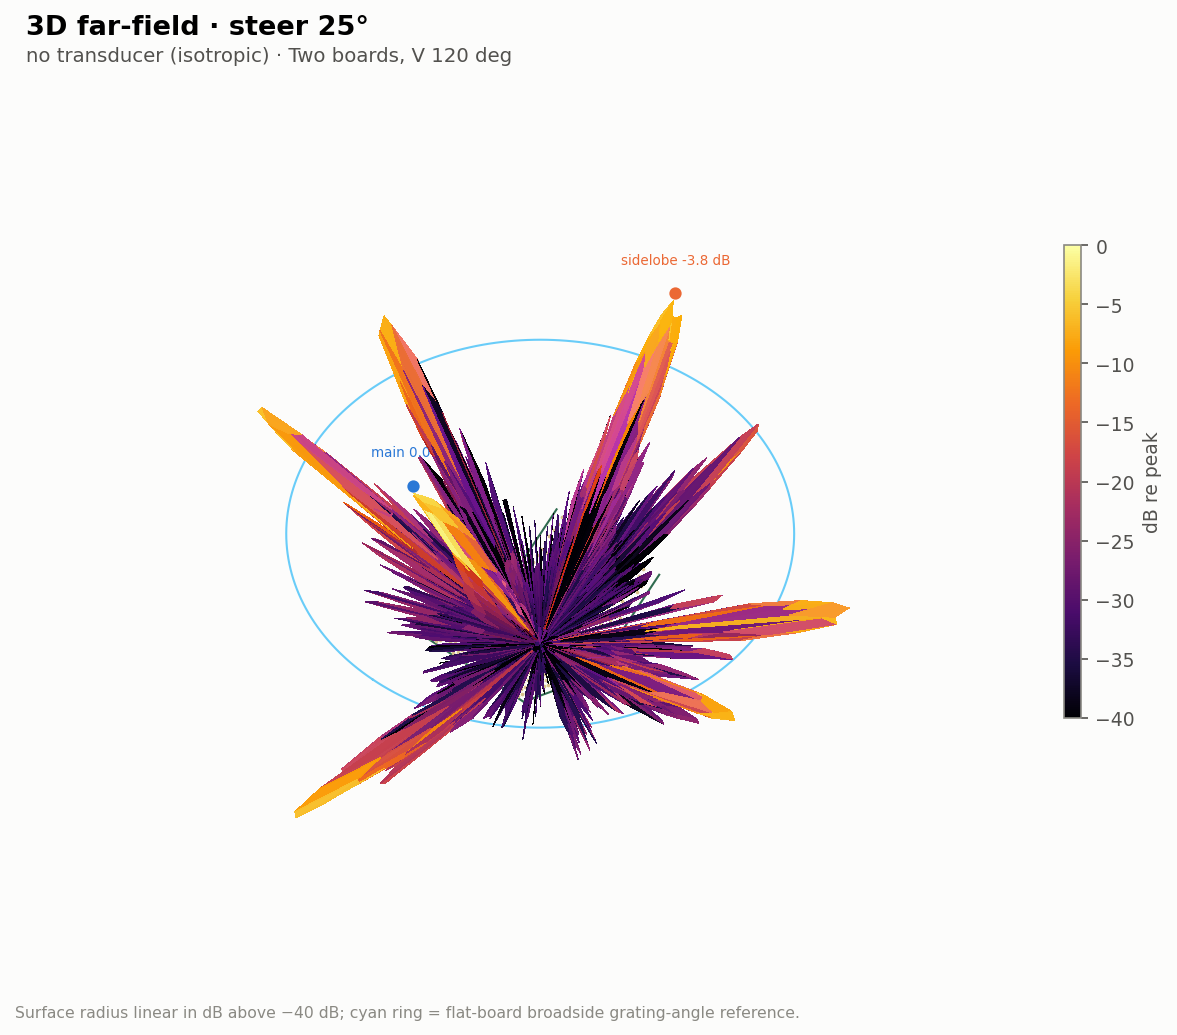 3D far-field · steer 25°
no transducer (isotropic) · Two boards, V 120 deg
sidelobe -3.8 dB
main 0.0
0
−5
−10
−15
−20
−25
−30
−35
−40
dB re peak
Surface radius linear in dB above −40 dB; cyan ring = flat-board broadside grating-angle reference.